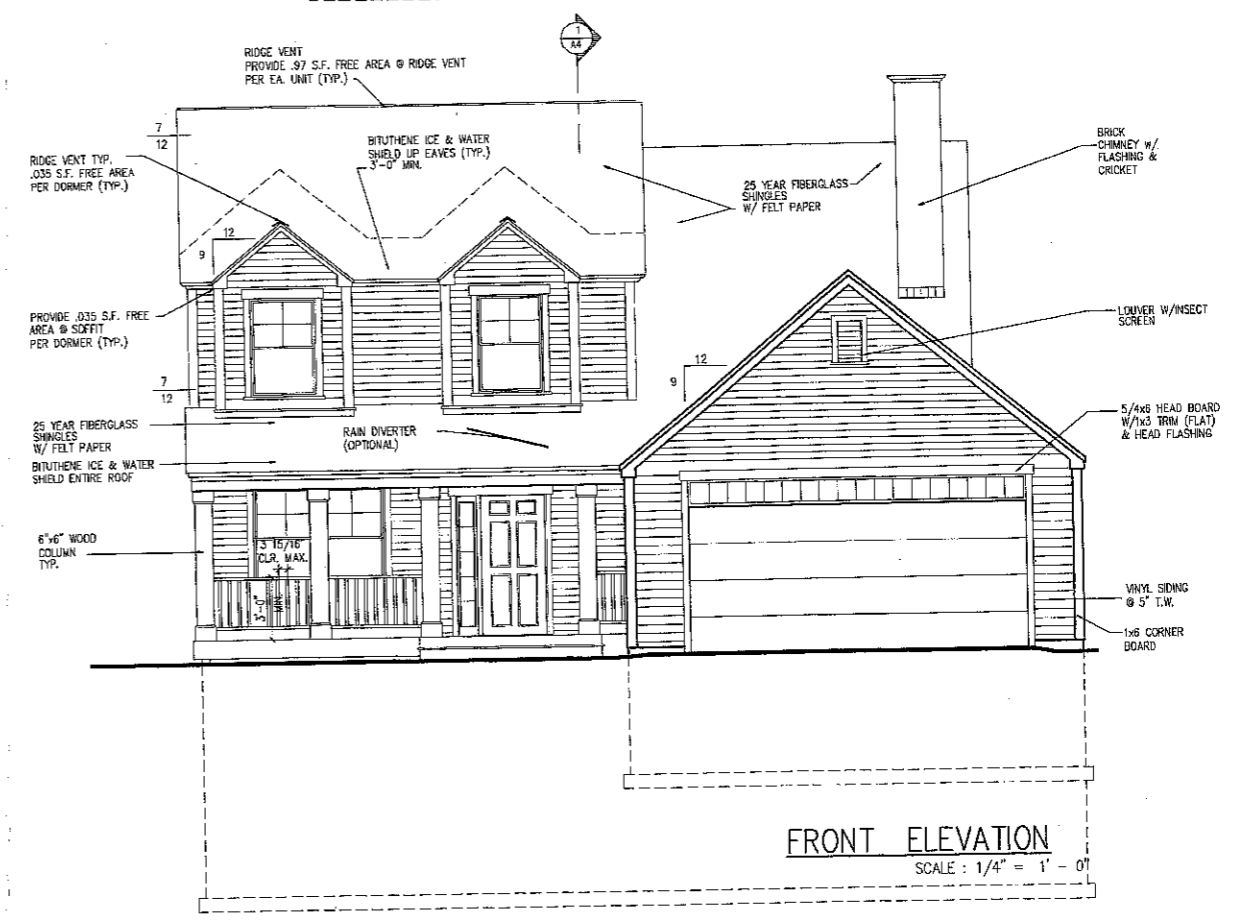 1
A4
RIDGE VENT
PROVIDE .97 S.F. FREE AREA @ RIDGE VENT
PER EA. UNIT (TYP.)
7
12
BITUTHENE ICE & WATER
SHIELD UP EAVES (TYP.)
3'-0" MIN.
BRICK
CHIMNEY W/
FLASHING &
CRICKET
RIDGE VENT TYP.
.035 S.F. FREE AREA
PER DORMER (TYP.)
25 YEAR FIBERGLASS
SHINGLES
W/ FELT PAPER
12
9
PROVIDE .035 S.F. FREE
AREA @ SOFFIT
PER DORMER (TYP.)
LOUVER W/INSECT
SCREEN
12
9
7
12
25 YEAR FIBERGLASS
SHINGLES
W/ FELT PAPER
RAIN DIVERTER
(OPTIONAL)
5/4x6 HEAD BOARD
W/1x3 TRIM (FLAT)
& HEAD FLASHING
BITUTHENE ICE & WATER
SHIELD ENTIRE ROOF
6"x6" WOOD
COLUMN
TYP.
3 15/16"
CLR. MAX.
3'-0"
MIN.
VINYL SIDING
@ 5" T.W.
1x6 CORNER
BOARD
FRONT ELEVATION
SCALE : 1/4" = 1' - 0"